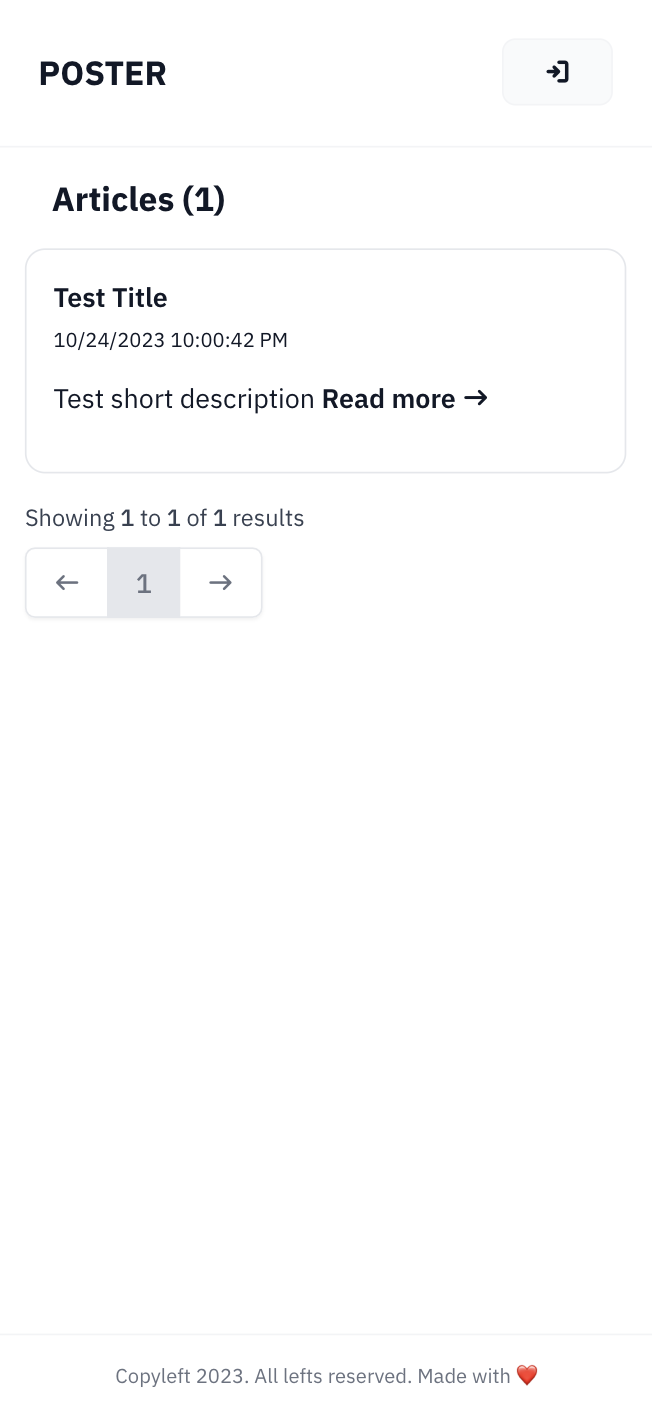 POSTER
Articles (1)
Test Title
10/24/2023 10:00:42 PM
Test short description Read more →
Showing 1 to 1 of 1 results
← 1 →
Copyleft 2023. All lefts reserved. Made with ❤️